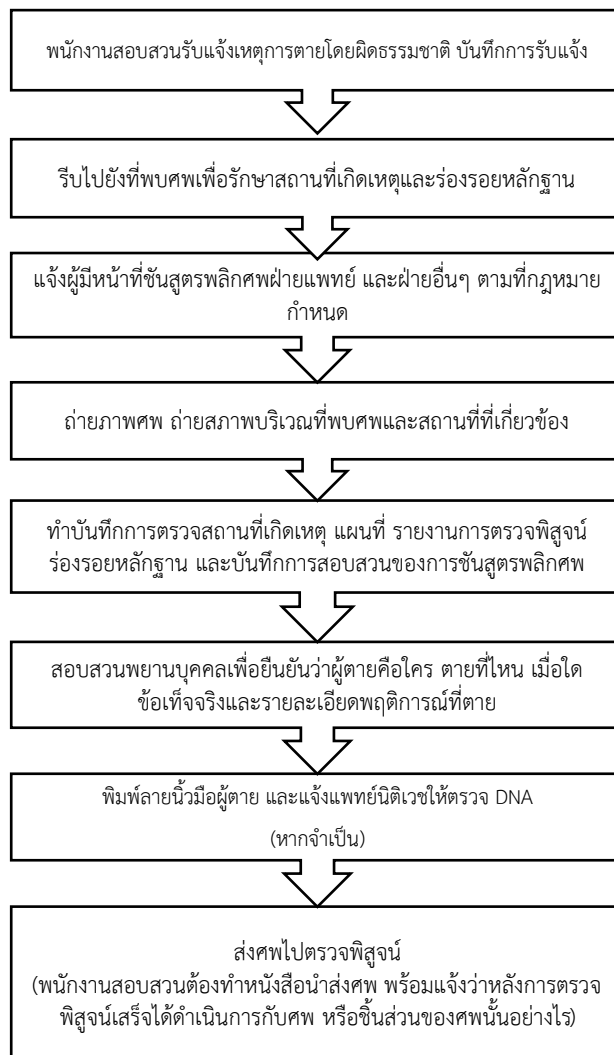 พนักงานสอบสวนรับแจ้งเหตุการตายโดยผิดธรรมชาติ บันทึกการรับแจ้ง
รีบไปยังที่พบศพเพื่อรักษาสถานที่เกิดเหตุและร่องรอยหลักฐาน
แจ้งผู้มีหน้าที่ชันสูตรพลิกศพฝ่ายแพทย์ และฝ่ายอื่นๆ ตามที่กฎหมาย
กำหนด
ถ่ายภาพศพ ถ่ายสภาพบริเวณที่พบศพและสถานที่ที่เกี่ยวข้อง
ทำบันทึกการตรวจสถานที่เกิดเหตุ แผนที่ รายงานการตรวจพิสูจน์
ร่องรอยหลักฐาน และบันทึกการสอบสวนของการชันสูตรพลิกศพ
สอบสวนพยานบุคคลเพื่อยืนยันว่าผู้ตายคือใคร ตายที่ไหน เมื่อใด
ข้อเท็จจริงและรายละเอียดพฤติการณ์ที่ตาย
พิมพ์ลายนิ้วมือผู้ตาย และแจ้งแพทย์นิติเวชให้ตรวจ DNA
(หากจำเป็น)
ส่งศพไปตรวจพิสูจน์
(พนักงานสอบสวนต้องทำหนังสือนำส่งศพ พร้อมแจ้งว่าหลังการตรวจ
พิสูจน์เสร็จได้ดำเนินการกับศพ หรือชิ้นส่วนของศพนั้นอย่างไร)